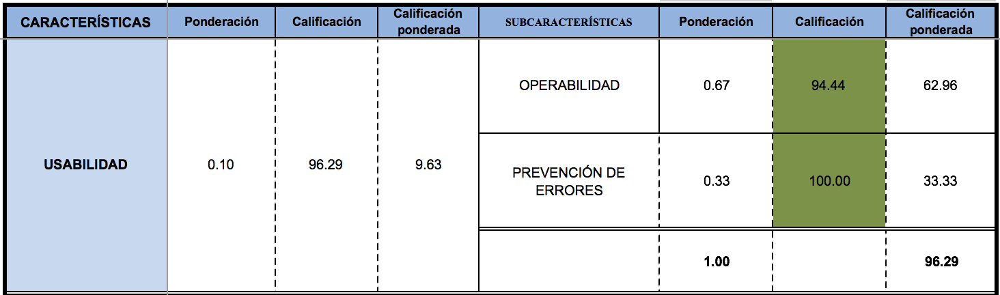 CARACTERÍSTICAS Ponderación Calificación Calificación ponderada SUBCARACTERÍSTICAS Ponderación Calificación Calificación ponderada
OPERABILIDAD 0.67 94.44 62.96
USABILIDAD 0.10 96.29 9.63
PREVENCIÓN DE ERRORES 0.33 100.00 33.33
1.00 96.29